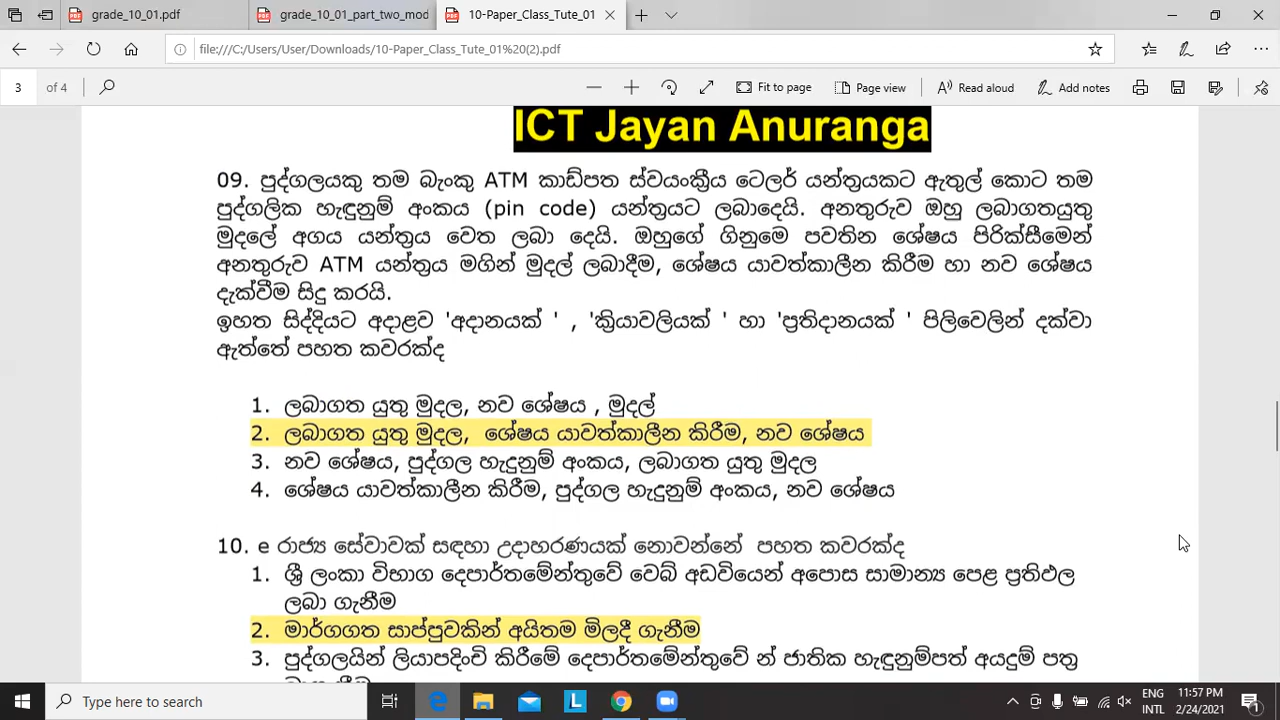 grade_10_01.pdf
grade_10_01_part_two_mod
10-Paper_Class_Tute_01
file:///C:/Users/User/Downloads/10-Paper_Class_Tute_01%20(2).pdf
3 of 4
Fit to page
Page view
Read aloud
Add notes
ICT Jayan Anuranga
09. පුද්ගලයකු තම බැංකු ATM කාඩ්පත ස්වයංක්‍රීය ටෙලර් යන්ත්‍රයකට ඇතුල් කොට තම
පුද්ගලික හැඳුනුම් අංකය (pin code) යන්ත්‍රයට ලබාදෙයි. අනතුරුව ඔහු ලබාගතයුතු
මුදලේ අගය යන්ත්‍රය වෙත ලබා දෙයි. ඔහුගේ ගිනුමෙ පවතින ශේෂය පිරික්සීමෙන්
අනතුරුව ATM යන්ත්‍රය මගින් මුදල් ලබාදීම, ශේෂය යාවත්කාලීන කිරීම හා නව ශේෂය
දැක්වීම සිදු කරයි.
ඉහත සිද්දියට අදාළව 'අදානයක් ' , 'ක්‍රියාවලියක් ' හා 'ප්‍රතිදානයක් ' පිලිවෙලින් දක්වා
ඇත්තේ පහත කවරක්ද
1. ලබාගත යුතු මුදල, නව ශේෂය , මුදල්
2. ලබාගත යුතු මුදල, ශේෂය යාවත්කාලීන කිරීම, නව ශේෂය
3. නව ශේෂය, පුද්ගල හැදුනුම් අංකය, ලබාගත යුතු මුදල
4. ශේෂය යාවත්කාලීන කිරීම, පුද්ගල හැදුනුම් අංකය, නව ශේෂය
10. e රාජ්‍ය සේවාවක් සඳහා උදාහරණයක් නොවන්නේ පහත කවරක්ද
1. ශ්‍රී ලංකා විභාග දෙපාර්තමේන්තුවේ වෙබ් අඩවියෙන් අපොස සාමාන්‍ය පෙළ ප්‍රතිඵල
ලබා ගැනීම
2. මාර්ගගත සාප්පුවකින් අයිතම මිලදී ගැනීම
3. පුද්ගලයින් ලියාපදිංචි කිරීමේ දෙපාර්තමේන්තුවේ න් ජාතික හැඳුනුම්පත් අයදුම් පත්‍ර
Type here to search
ENG
INTL
11:57 PM
2/24/2021